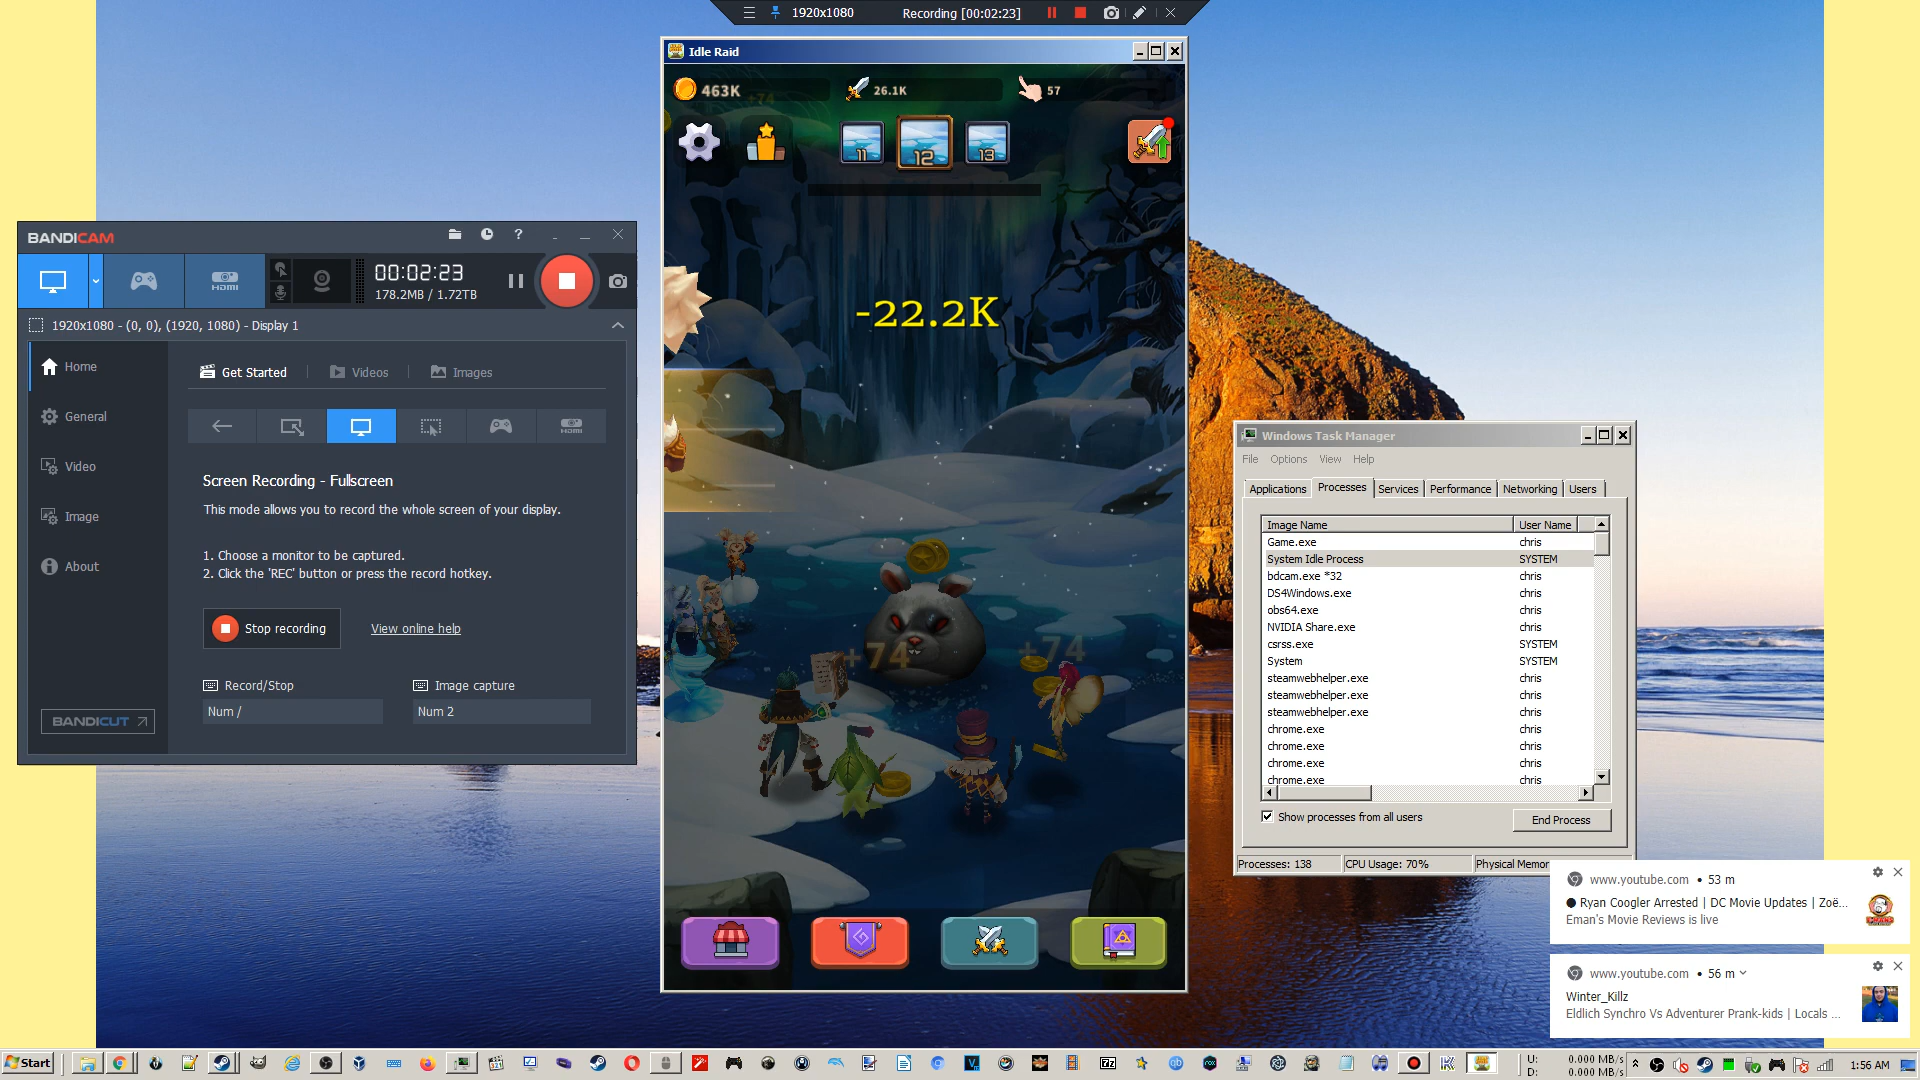 1920x1080
Recording [00:02:23]
Idle Raid
463K
26.1K
57
+74
11
12
13
-22.2K
+74
+74
BANDICAM
?
HDMI
00:02:23
178.2MB / 1.72TB
1920x1080 - (0, 0), (1920, 1080) - Display 1
Home
General
Video
Image
About
BANDICUT
Get Started
Videos
Images
HDMI
Screen Recording - Fullscreen
This mode allows you to record the whole screen of your display.
1. Choose a monitor to be captured.
2. Click the 'REC' button or press the record hotkey.
Stop recording
View online help
Record/Stop
Image capture
Num /
Num 2
Windows Task Manager
File Options View Help
Applications Processes Services Performance Networking Users
Image Name User Name
Game.exe chris
System Idle Process SYSTEM
bdcam.exe *32 chris
DS4Windows.exe chris
obs64.exe chris
NVIDIA Share.exe chris
csrss.exe SYSTEM
System SYSTEM
steamwebhelper.exe chris
steamwebhelper.exe chris
steamwebhelper.exe chris
chrome.exe chris
chrome.exe chris
chrome.exe chris
chrome.exe chris
Show processes from all users
End Process
Processes: 138 CPU Usage: 70% Physical Memor
www.youtube.com • 53 m
● Ryan Coogler Arrested | DC Movie Updates | Zoë...
Eman's Movie Reviews is live
www.youtube.com • 56 m
Winter_Killz
Eldlich Synchro Vs Adventurer Prank-kids | Locals ...
Start
U: 0.000 MB/s
D: 0.000 MB/s
1:56 AM